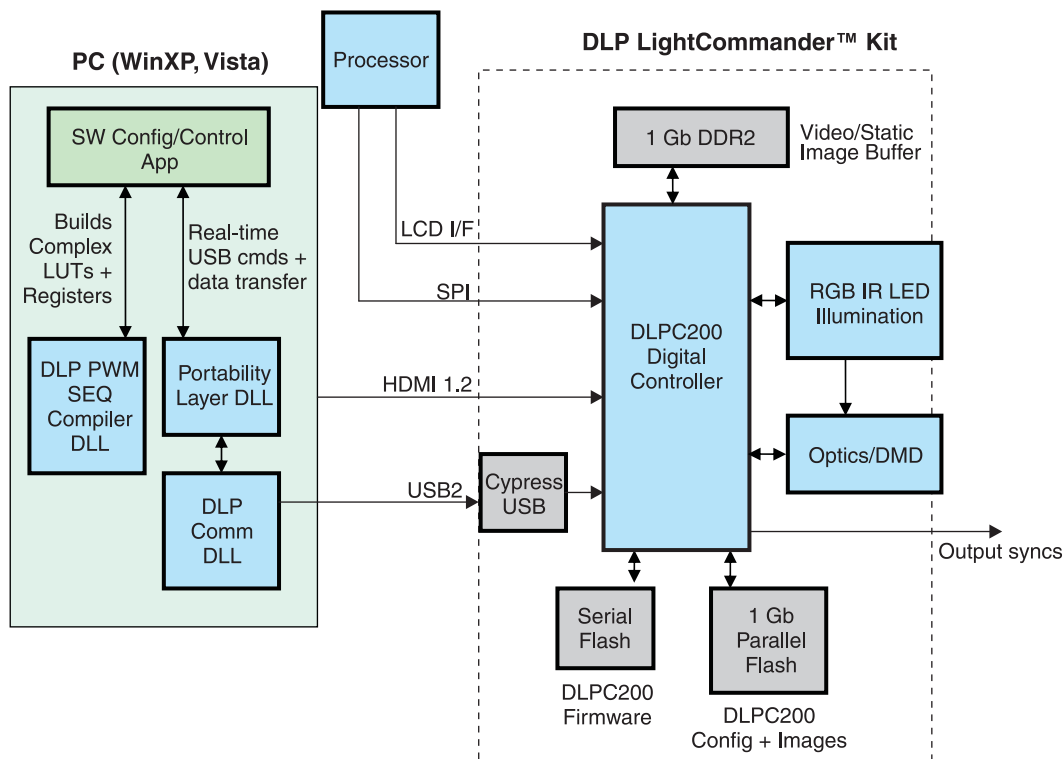 DLP LightCommander™ Kit
PC (WinXP, Vista)
Processor
SW Config/Control
App
1 Gb DDR2
Video/Static
Image Buffer
Builds
Complex
LUTs +
Registers
Real-time
USB cmds +
data transfer
LCD I/F
SPI
HDMI 1.2
USB2
DLP PWM
SEQ
Compiler
DLL
Portability
Layer DLL
DLP
Comm
DLL
Cypress
USB
DLPC200
Digital
Controller
RGB IR LED
Illumination
Optics/DMD
Output syncs
Serial
Flash
DLPC200
Firmware
1 Gb
Parallel
Flash
DLPC200
Config + Images